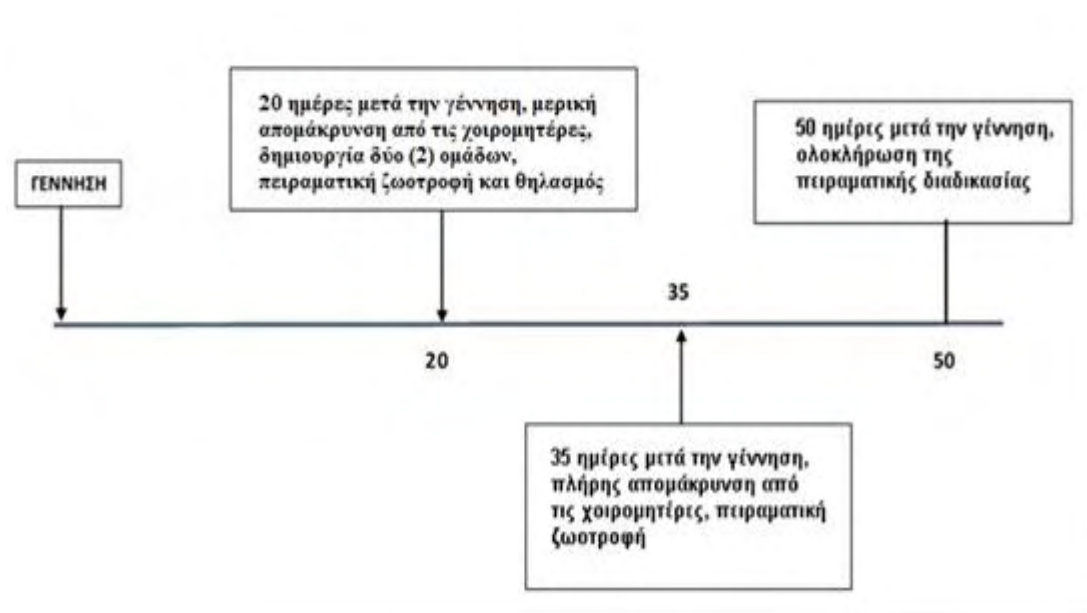 ΓΕΝΝΗΣΗ
20 ημέρες μετά την γέννηση, μερική
απομάκρυνση από τις χοιρομητέρες,
δημιουργία δύο (2) ομάδων,
πειραματική ζωοτροφή και θηλασμός
50 ημέρες μετά την γέννηση,
ολοκλήρωση της
πειραματικής διαδικασίας
35
20
50
35 ημέρες μετά την γέννηση,
πλήρης απομάκρυνση από
τις χοιρομητέρες, πειραματική
ζωοτροφή